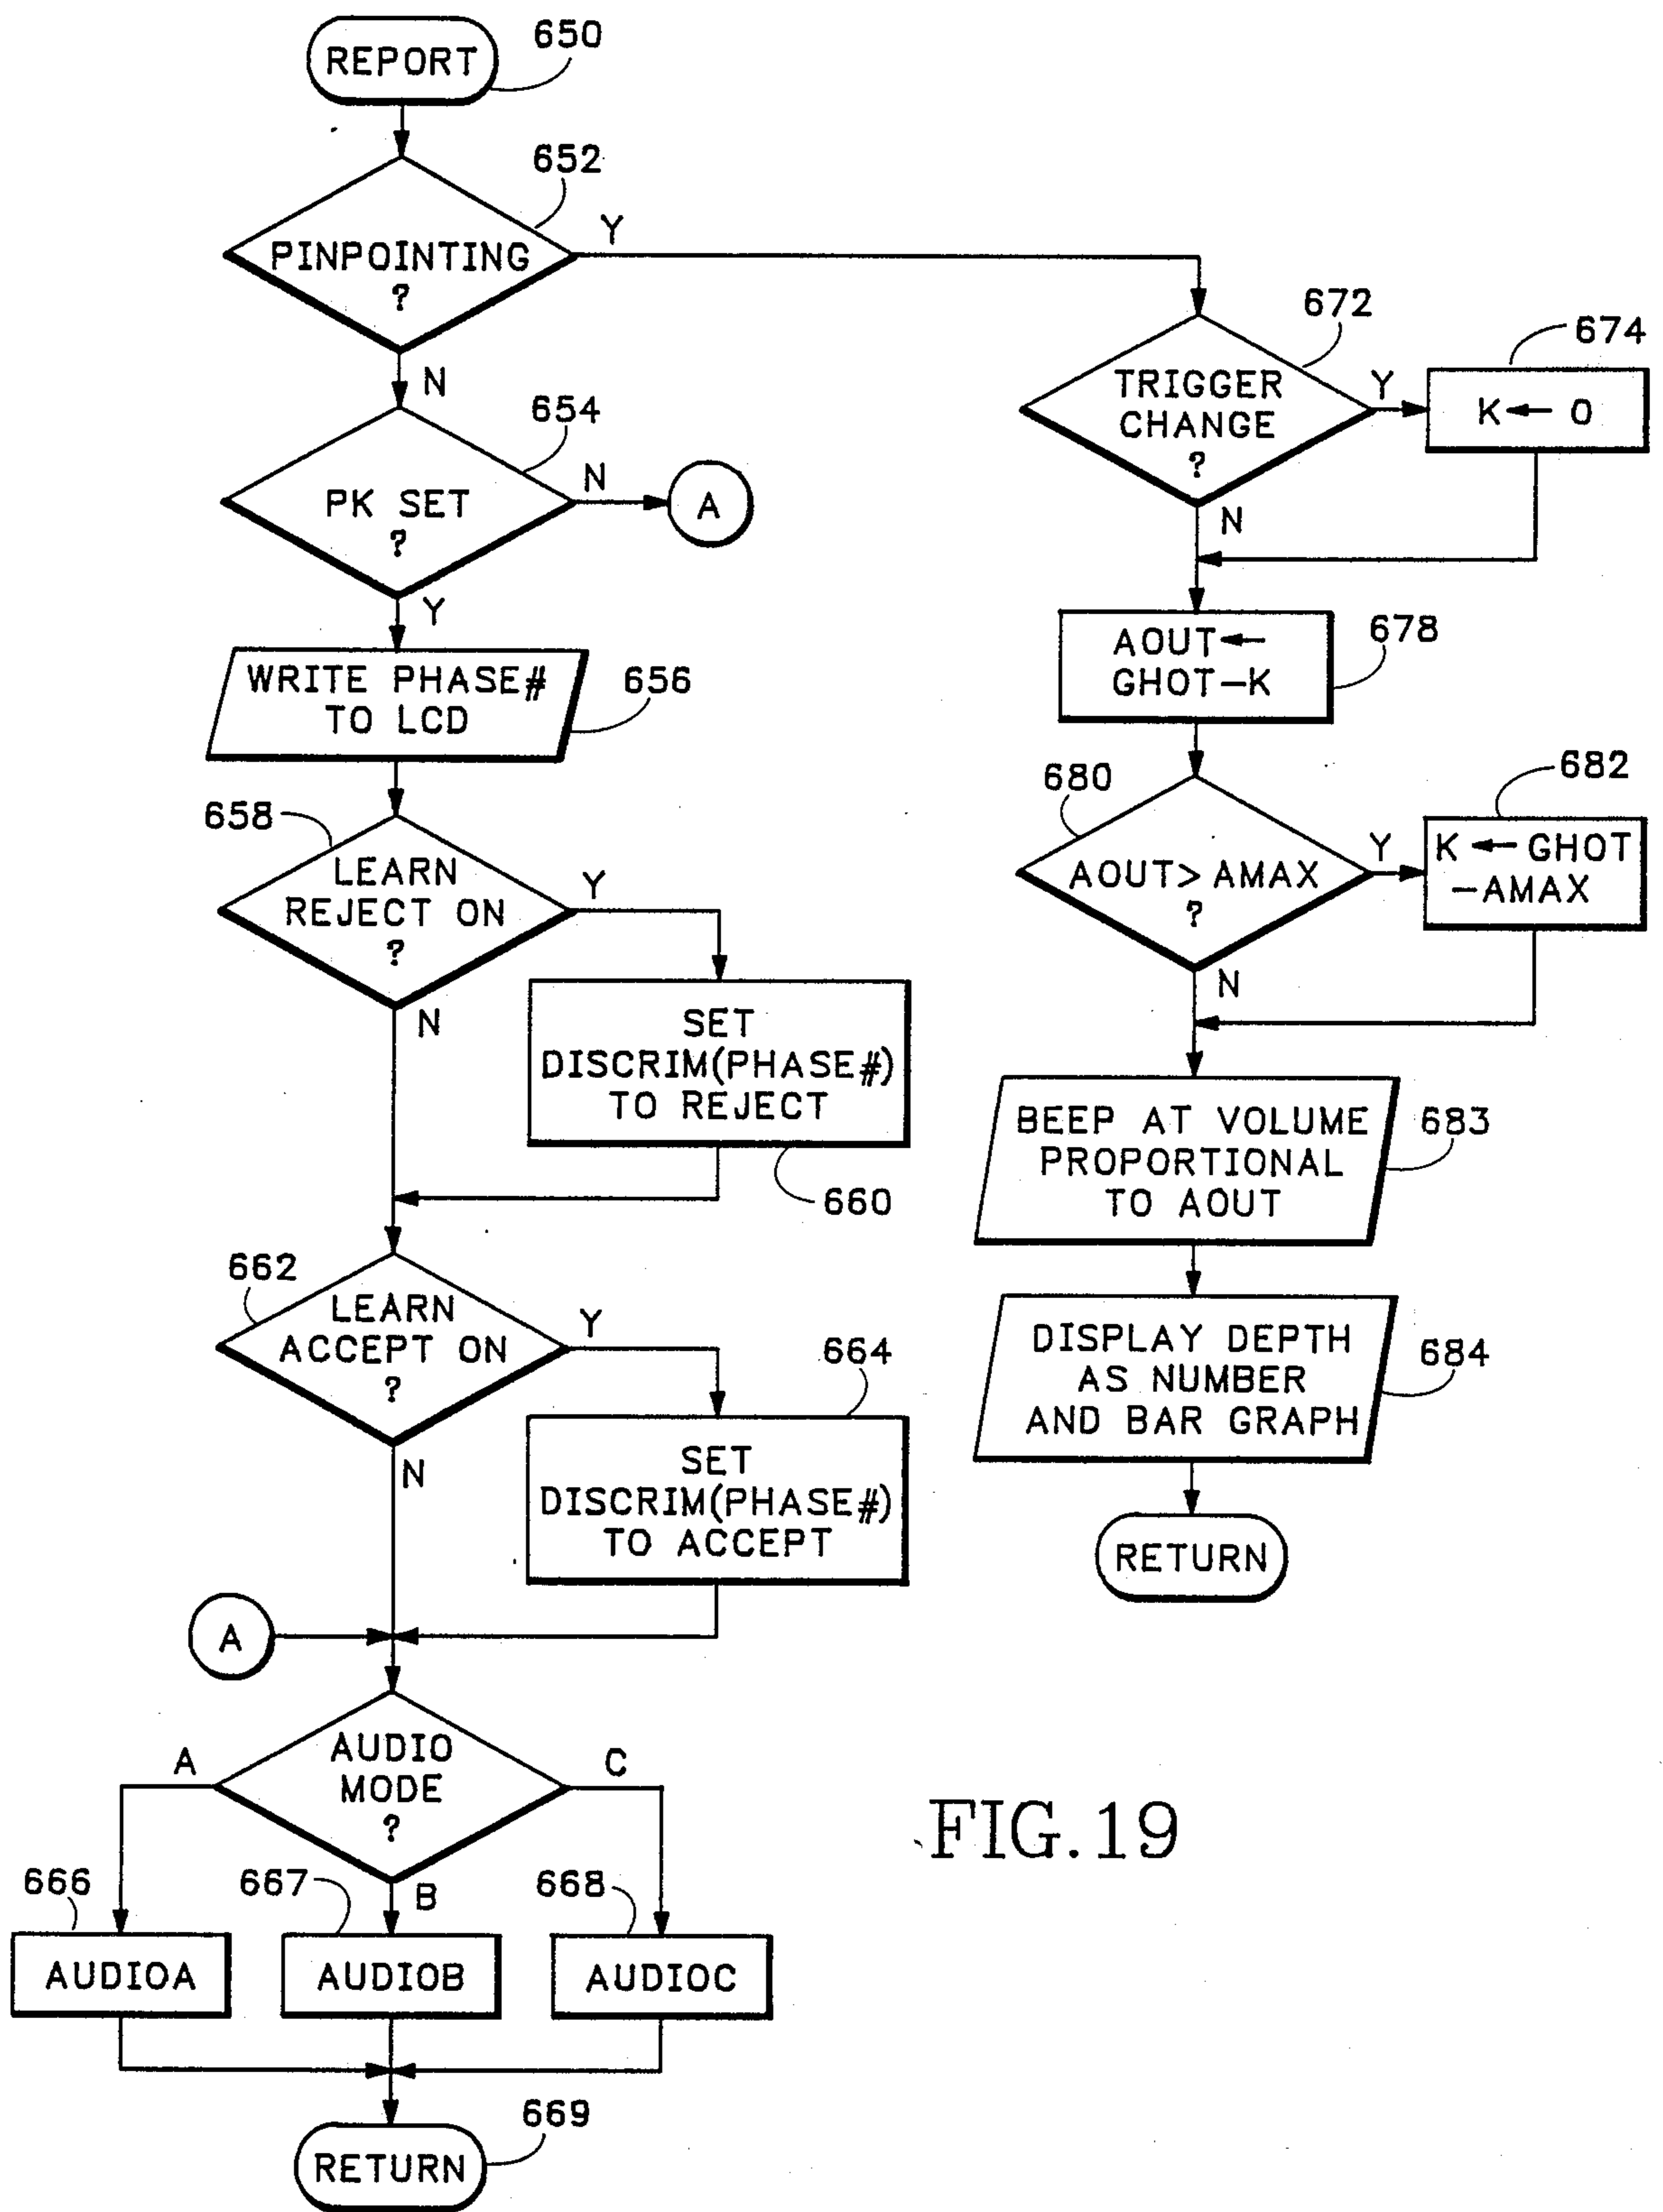 REPORT
650
652
PINPOINTING
?
Y
N
654
PK SET
?
N
A
Y
WRITE PHASE#
TO LCD
656
658
LEARN
REJECT ON
?
Y
N
SET
DISCRIM(PHASE#)
TO REJECT
660
662
LEARN
ACCEPT ON
?
Y
N
664
SET
DISCRIM(PHASE#)
TO ACCEPT
A
AUDIO
MODE
?
A
B
C
666
AUDIOA
667
AUDIOB
668
AUDIOC
669
RETURN
672
TRIGGER
CHANGE
?
Y
N
674
K ← 0
678
AOUT←
GHOT-K
680
AOUT> AMAX
?
Y
N
682
K ← GHOT
-AMAX
BEEP AT VOLUME
PROPORTIONAL
TO AOUT
683
DISPLAY DEPTH
AS NUMBER
AND BAR GRAPH
684
RETURN
FIG.19